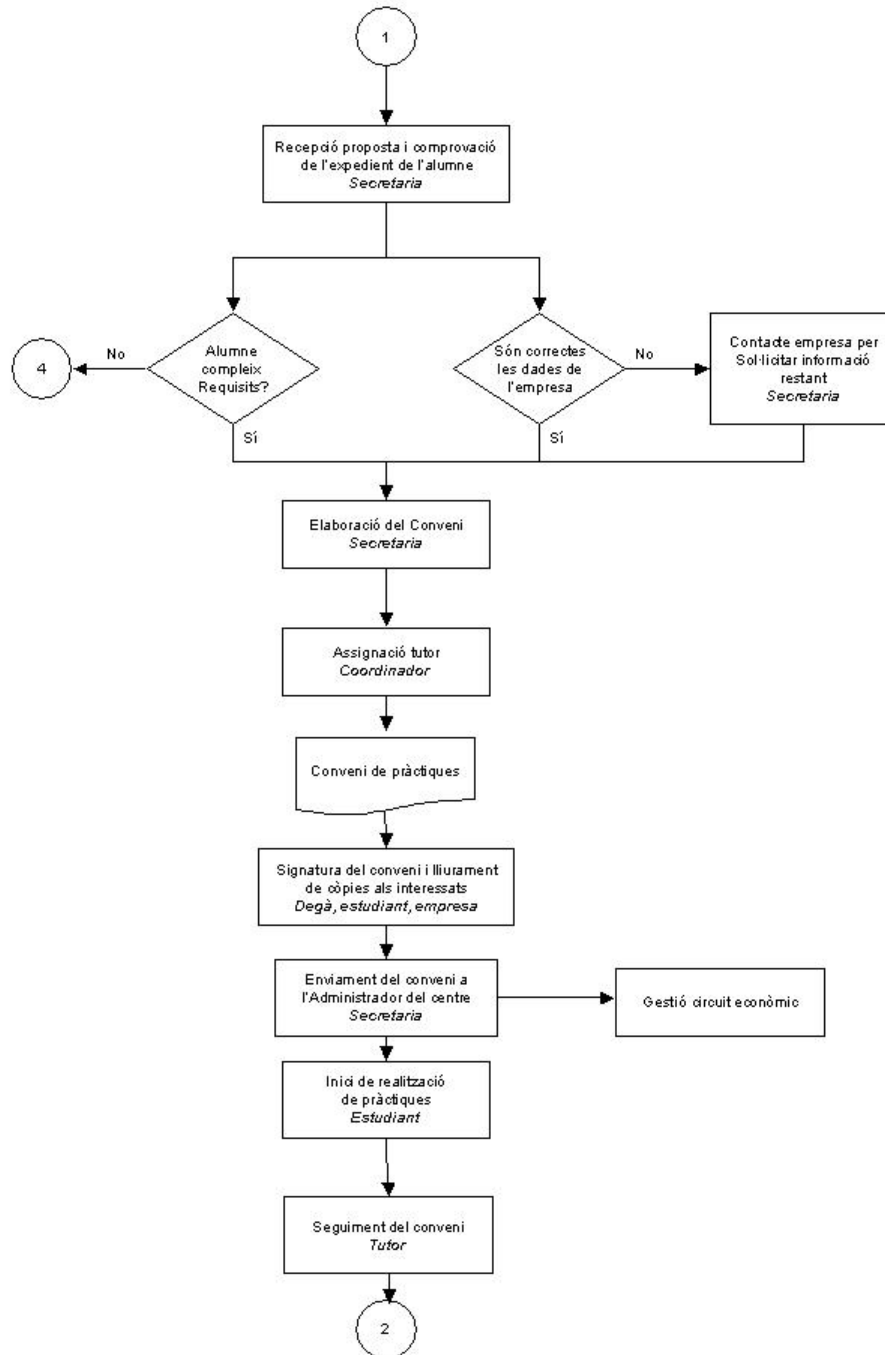 1
Recepció proposta i comprovació
de l'expedient de l'alumne
Secretaria
4
No
Alumne
compleix
Requisits?
Sí
Són correctes
les dades de
l'empresa
No
Sí
Contacte empresa per
Sol·licitar informació
restant
Secretaria
Elaboració del Conveni
Secretaria
Assignació tutor
Coordinador
Conveni de pràctiques
Signatura del conveni i lliurament
de còpies als interessats
Degà, estudiant, empresa
Enviament del conveni a
l'Administrador del centre
Secretaria
Gestió circuit econòmic
Inici de realització
de pràctiques
Estudiant
Seguiment del conveni
Tutor
2